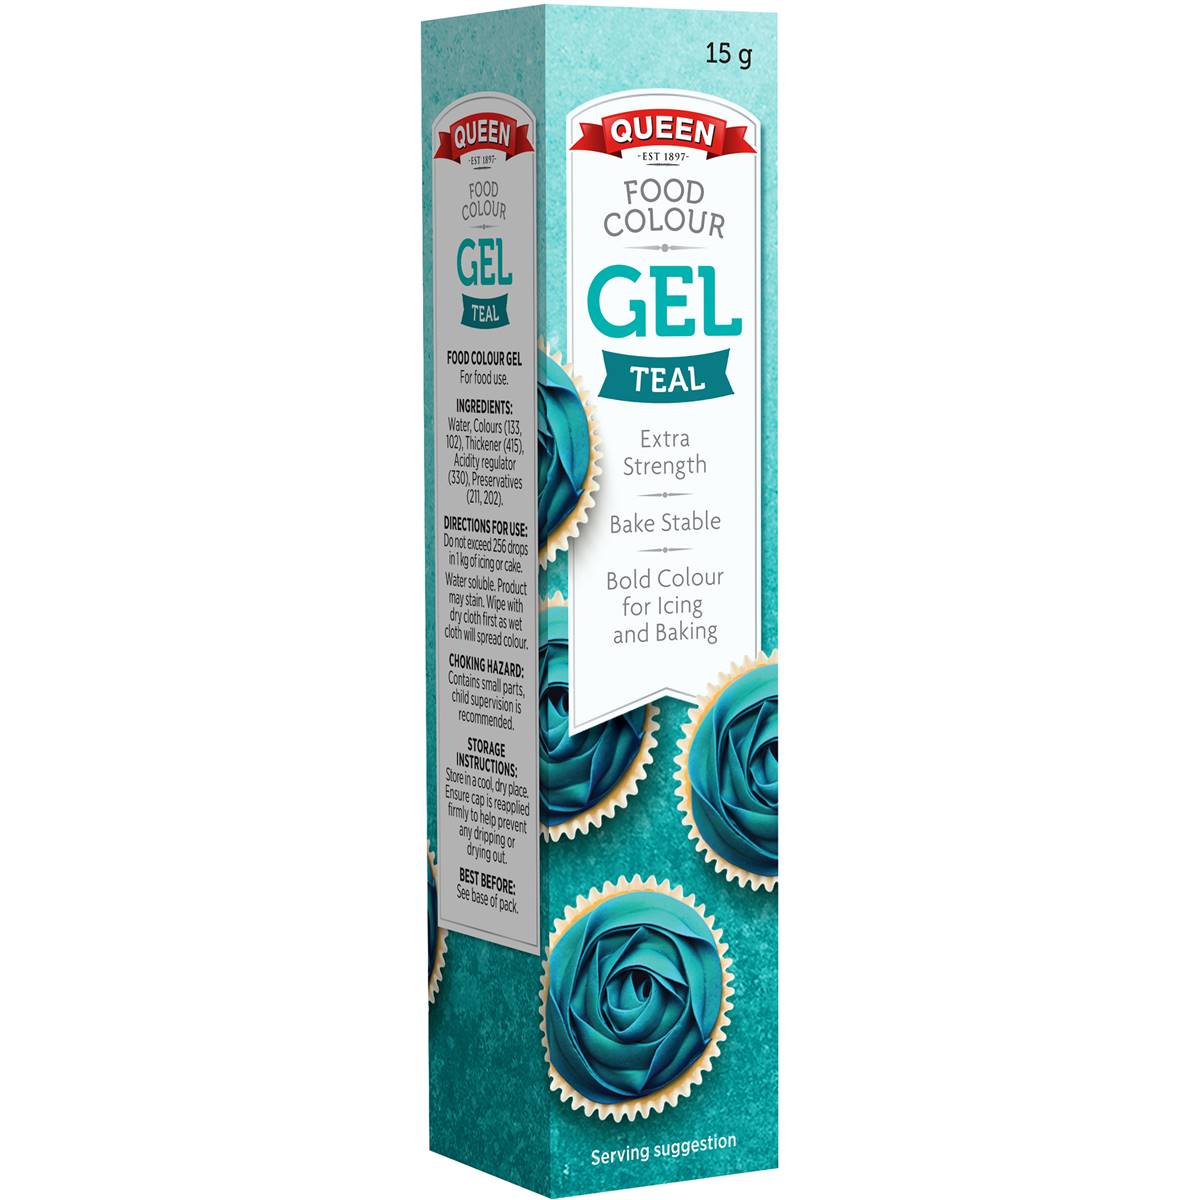 15 g
QUEEN
-EST 1897-
FOOD
COLOUR
GEL
TEAL
Extra
Strength
Bake Stable
Bold Colour
for Icing
and Baking
Serving suggestion
QUEEN
-EST 1897-
FOOD
COLOUR
GEL
TEAL
FOOD COLOUR GEL
For food use.
INGREDIENTS:
Water, Colours (133,
102), Thickener (415),
Acidity regulator
(330), Preservatives
(211, 202).
DIRECTIONS FOR USE:
Do not exceed 256 drops
in 1 kg of icing or cake.
Water soluble. Product
may stain. Wipe with
dry cloth first as wet
cloth will spread colour.
CHOKING HAZARD:
Contains small parts,
child supervision is
recommended.
STORAGE
INSTRUCTIONS:
Store in a cool, dry place.
Ensure cap is reapplied
firmly to help prevent
any dripping or
drying out.
BEST BEFORE:
See base of pack.